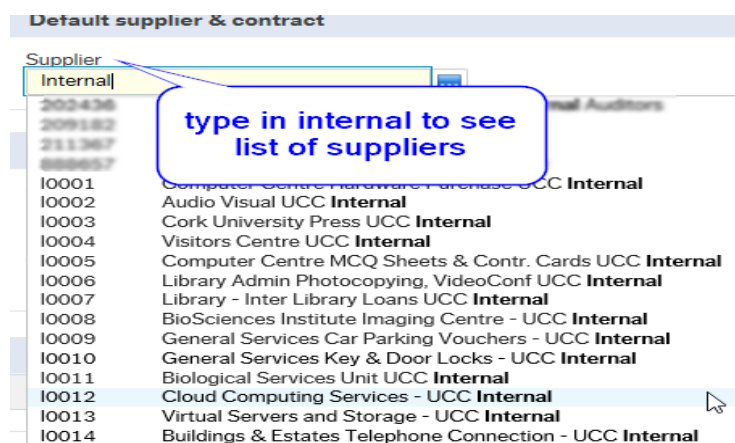 Default supplier & contract
Supplier
Internal
type in internal to see
list of suppliers
Auditors
I0001 Computer Centre Hardware Purchase UCC Internal
I0002 Audio Visual UCC Internal
I0003 Cork University Press UCC Internal
I0004 Visitors Centre UCC Internal
I0005 Computer Centre MCQ Sheets & Contr. Cards UCC Internal
I0006 Library Admin Photocopying, VideoConf UCC Internal
I0007 Library - Inter Library Loans UCC Internal
I0008 BioSciences Institute Imaging Centre - UCC Internal
I0009 General Services Car Parking Vouchers - UCC Internal
I0010 General Services Key & Door Locks - UCC Internal
I0011 Biological Services Unit UCC Internal
I0012 Cloud Computing Services - UCC Internal
I0013 Virtual Servers and Storage - UCC Internal
I0014 Buildings & Estates Telephone Connection - UCC Internal